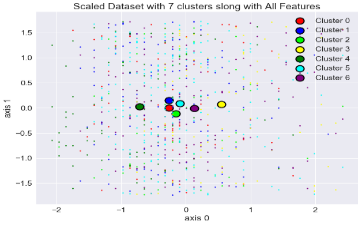 Scaled Dataset with 7 clusters slong with All Features
Cluster 0
Cluster 1
Cluster 2
Cluster 3
Cluster 4
Cluster 5
Cluster 6
1.5
1.0
0.5
0.0
−0.5
−1.0
−1.5
axis 1
−2
−1
0
1
2
axis 0